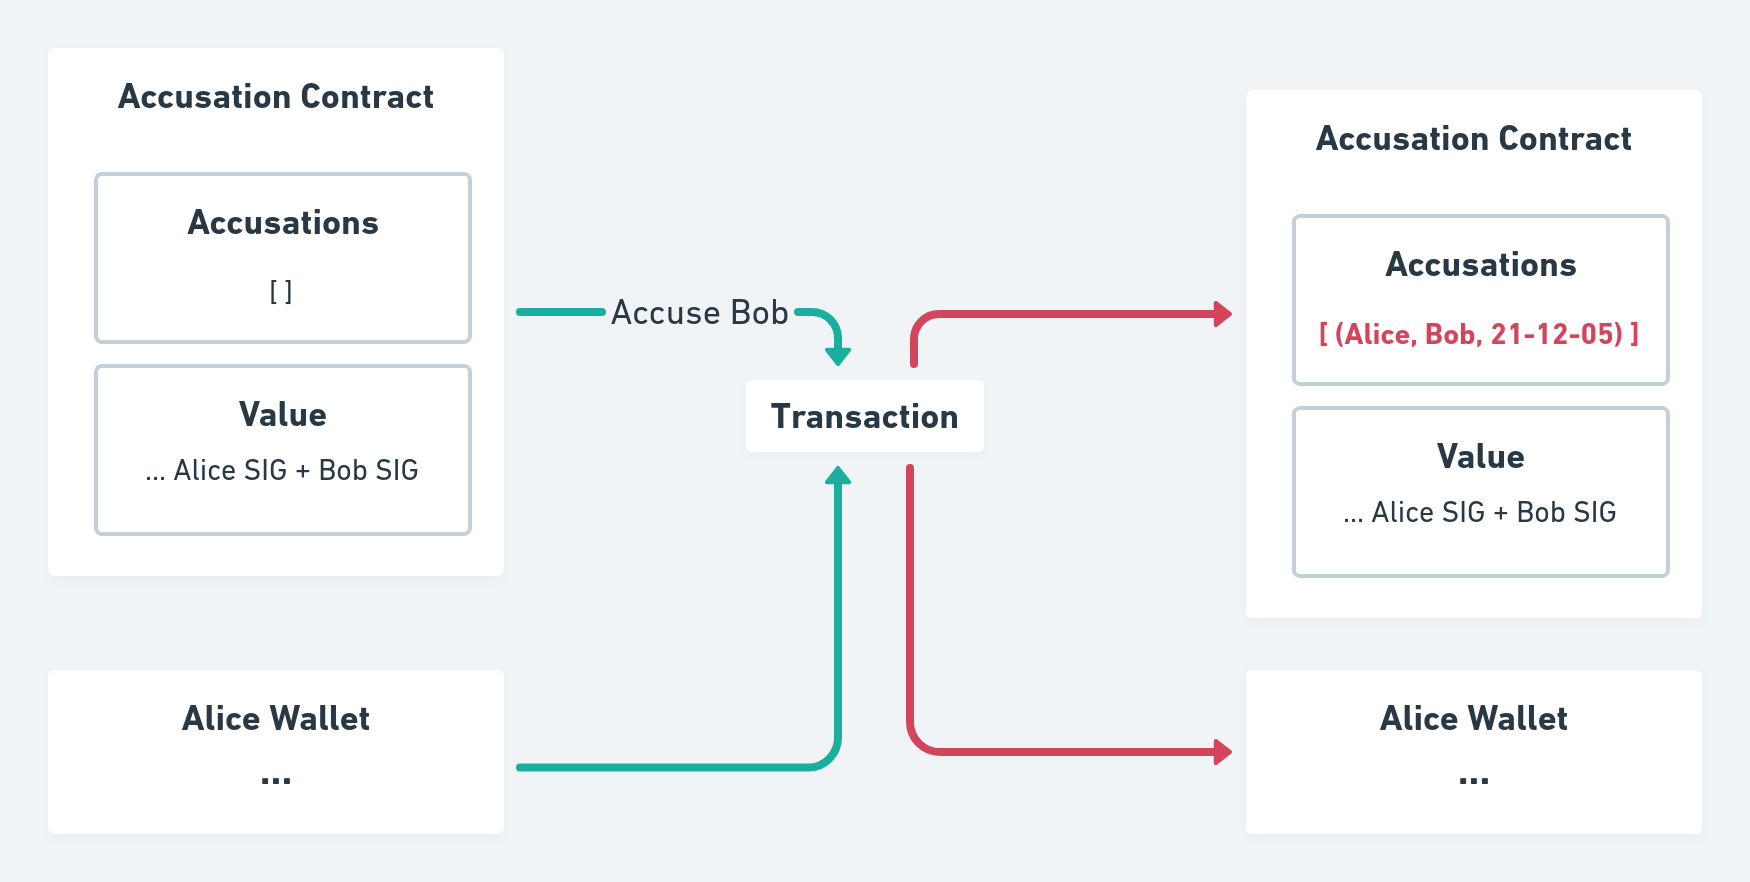 Accusation Contract
Accusations
[ ]
Value
... Alice SIG + Bob SIG
Alice Wallet
...
Accuse Bob
Transaction
Accusation Contract
Accusations
[ (Alice, Bob, 21-12-05) ]
Value
... Alice SIG + Bob SIG
Alice Wallet
...